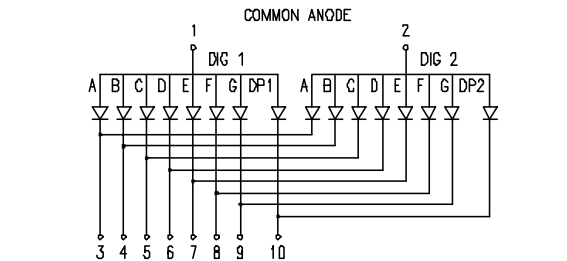 COMMON ANODE
1 2
DIG 1 DIG 2
A B C D E F G DP1 A B C D E F G DP2
3 4 5 6 7 8 9 10